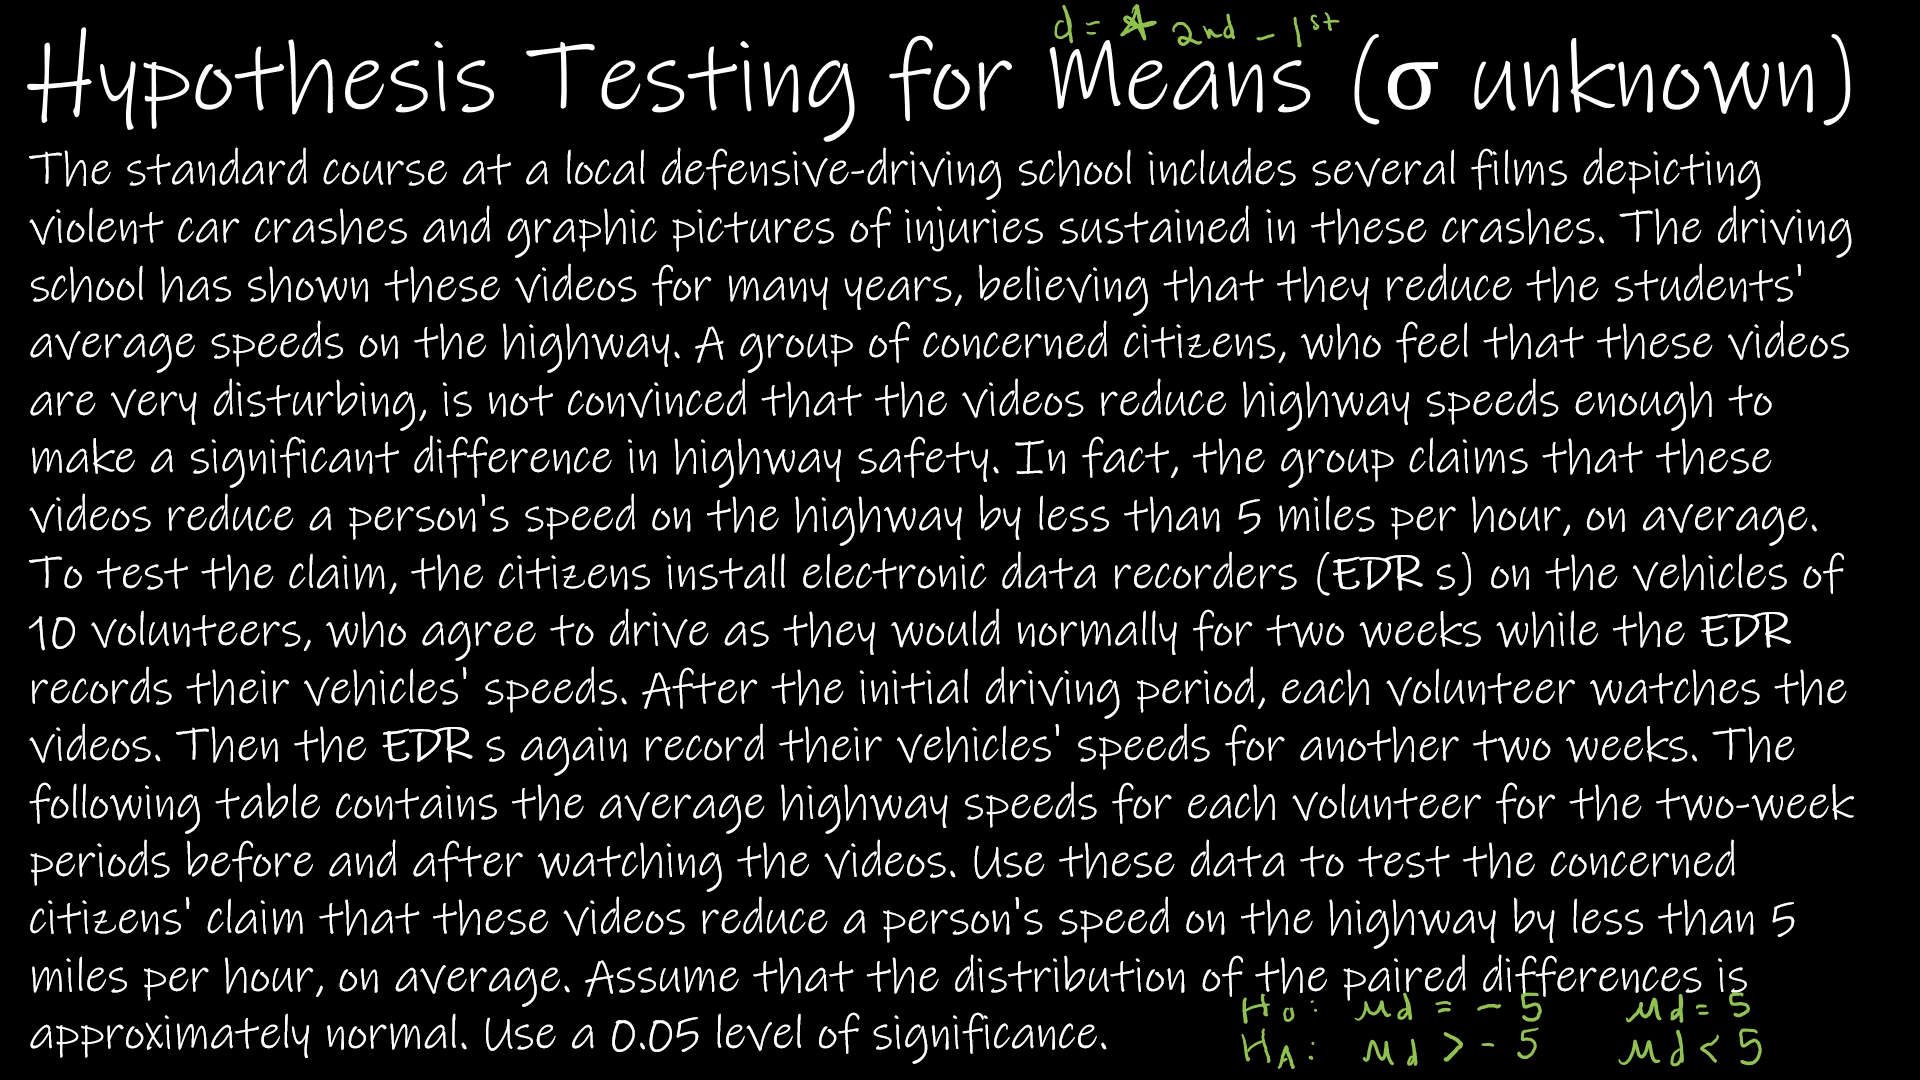 d = 2nd - 1st
Hypothesis Testing for Means (σ unknown)
The standard course at a local defensive-driving school includes several films depicting
violent car crashes and graphic pictures of injuries sustained in these crashes. The driving
school has shown these videos for many years, believing that they reduce the students'
average speeds on the highway. A group of concerned citizens, who feel that these videos
are very disturbing, is not convinced that the videos reduce highway speeds enough to
make a significant difference in highway safety. In fact, the group claims that these
videos reduce a person's speed on the highway by less than 5 miles per hour, on average.
To test the claim, the citizens install electronic data recorders (EDR s) on the vehicles of
10 volunteers, who agree to drive as they would normally for two weeks while the EDR
records their vehicles' speeds. After the initial driving period, each volunteer watches the
videos. Then the EDR s again record their vehicles' speeds for another two weeks. The
following table contains the average highway speeds for each volunteer for the two-week
periods before and after watching the videos. Use these data to test the concerned
citizens' claim that these videos reduce a person's speed on the highway by less than 5
miles per hour, on average. Assume that the distribution of the paired differences is
approximately normal. Use a 0.05 level of significance.
H₀: μd = - 5 μd = 5
H_A: μd > - 5 μd < 5